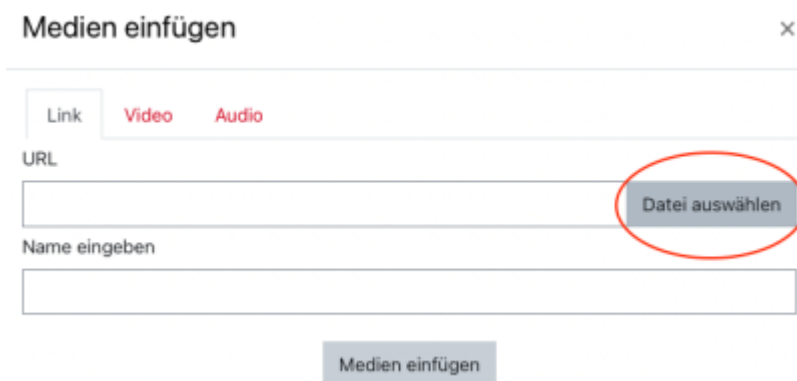 Medien einfügen ×
Link Video Audio
URL
Datei auswählen
Name eingeben
Medien einfügen